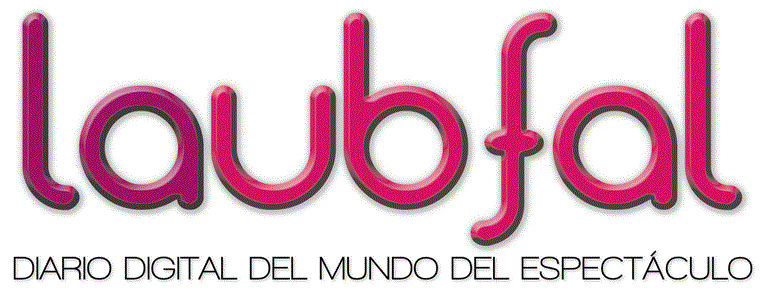 laubfal
DIARIO DIGITAL DEL MUNDO DEL ESPECTÁCULO